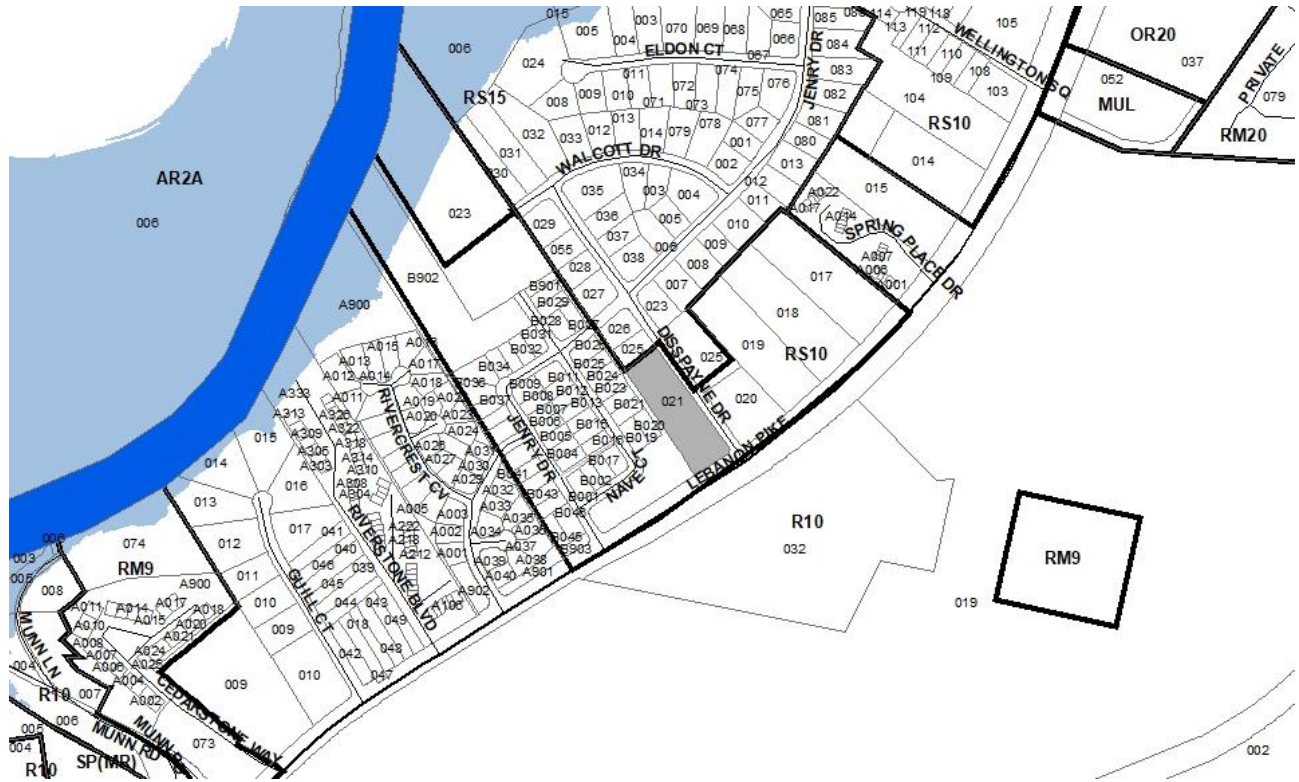 015
005
003
004
070
069
068
065
066
067
085
086
084
083
082
081
080
114
113
119
118
112
111
110
109
108
103
105
WELLINGTON SQ
OR20
037
052
MUL
PRIVATE
079
RM20
006
024
ELDON CT
JENRY DR
RS15
008
009
010
011
071
072
073
074
075
076
077
078
079
014
013
012
033
032
031
030
001
002
104
RS10
014
WALCOTT DR
AR2A
006
023
035
034
003
004
005
036
037
038
006
029
055
028
027
026
025
013
012
011
010
009
008
007
023
015
A022
A017
A014
SPRING PLACE DR
A007
A006
A001
017
018
019
RS10
020
025
DISSPAYNE DR
021
LEBANON PIKE
B902
A900
B901
B029
B028
B031
B032
B034
B036
B037
B009
B008
B007
B006
B005
B004
B011
B012
B013
B016
B017
B002
B001
B026
B025
B024
B023
B021
B020
B019
NAVE CT
JENRY DR
B041
B043
B046
B045
B903
A015
A013
A012
A014
A011
A017
A018
A019
A020
A023
A024
A026
A027
A031
A030
A029
A032
A033
A034
A035
A036
A037
A038
A039
A040
A901
A902
RIVERCREST CV
A005
A003
A002
A001
A333
A313
A309
A305
A303
A326
A322
A318
A314
A310
A308
A304
A222
A218
A212
A106
RIVERSTONE BLVD
015
014
013
016
017
012
011
010
009
010
041
040
039
046
045
044
043
018
049
048
042
047
GUILL CT
R10
032
019
RM9
002
003
006
005
008
074
RM9
A900
A011
A014
A017
A018
A010
A015
A020
A021
A008
A007
A006
A024
A025
A004
A002
MUNN LN
004
R10
007
009
CEDARSTONE WAY
073
MUNN RD
MUNN RD
006
005
004
R10
SP(MR)